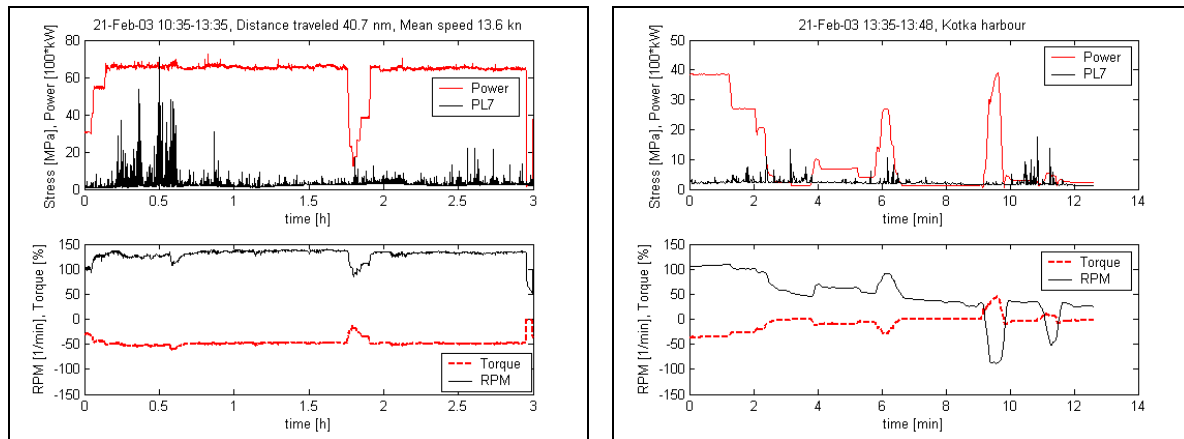 21-Feb-03 10:35-13:35, Distance traveled 40.7 nm, Mean speed 13.6 kn
80
60
40
20
0
Stress [MPa], Power [100*kW]
Power
PL7
0 0.5 1 1.5 2 2.5 3
time [h]
150
100
50
0
-50
-100
-150
RPM [1/min], Torque [%]
Torque
RPM
0 0.5 1 1.5 2 2.5 3
time [h]
21-Feb-03 13:35-13:48, Kotka harbour
50
40
30
20
10
0
Stress [MPa], Power [100*kW]
Power
PL7
0 2 4 6 8 10 12 14
time [min]
150
100
50
0
-50
-100
-150
RPM [1/min], Torque [%]
Torque
RPM
0 2 4 6 8 10 12 14
time [min]